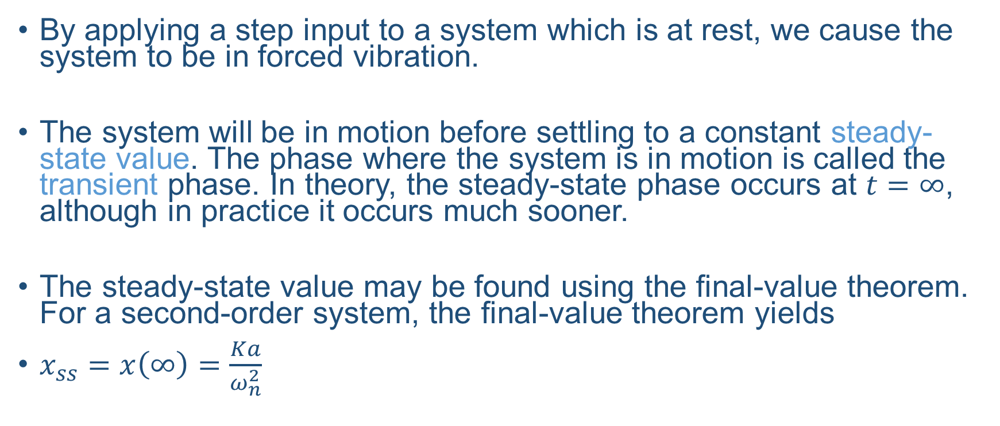 • By applying a step input to a system which is at rest, we cause the
system to be in forced vibration.
• The system will be in motion before settling to a constant steady-
state value. The phase where the system is in motion is called the
transient phase. In theory, the steady-state phase occurs at t = ∞,
although in practice it occurs much sooner.
• The steady-state value may be found using the final-value theorem.
For a second-order system, the final-value theorem yields
• x_{ss} = x(∞) = \frac{Ka}{ω_n^2}